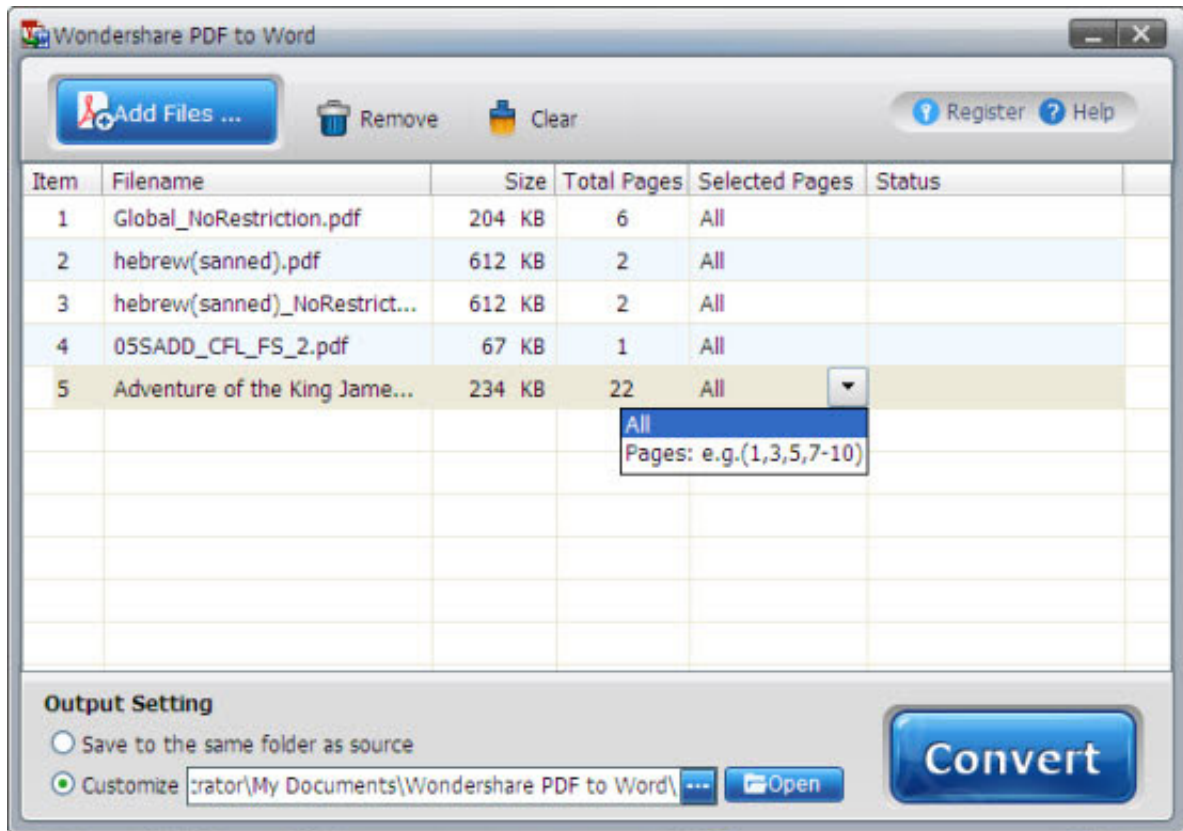 Wondershare PDF to Word
Add Files ... Remove Clear Register Help
Item Filename Size Total Pages Selected Pages Status
1 Global_NoRestriction.pdf 204 KB 6 All
2 hebrew(sanned).pdf 612 KB 2 All
3 hebrew(sanned)_NoRestrict... 612 KB 2 All
4 05SADD_CFL_FS_2.pdf 67 KB 1 All
5 Adventure of the King Jame... 234 KB 22 All
All
Pages: e.g.(1,3,5,7-10)
Output Setting
Save to the same folder as source
Customize :rator\My Documents\Wondershare PDF to Word\ ... Open
Convert